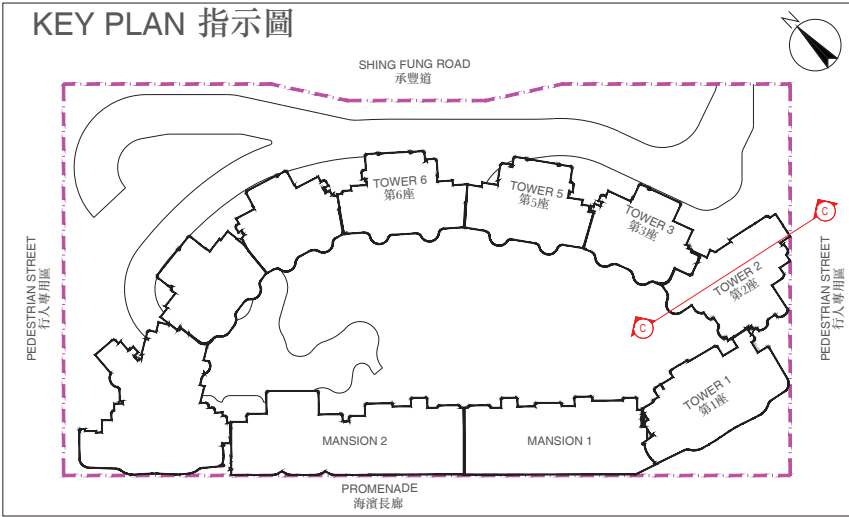 KEY PLAN 指示圖
N
SHING FUNG ROAD
承豐道
TOWER 6
第6座
TOWER 5
第5座
TOWER 3
第3座
C
TOWER 2
第2座
C
PEDESTRIAN STREET
行人專用區
PEDESTRIAN STREET
行人專用區
TOWER 1
第1座
MANSION 2
MANSION 1
PROMENADE
海濱長廊